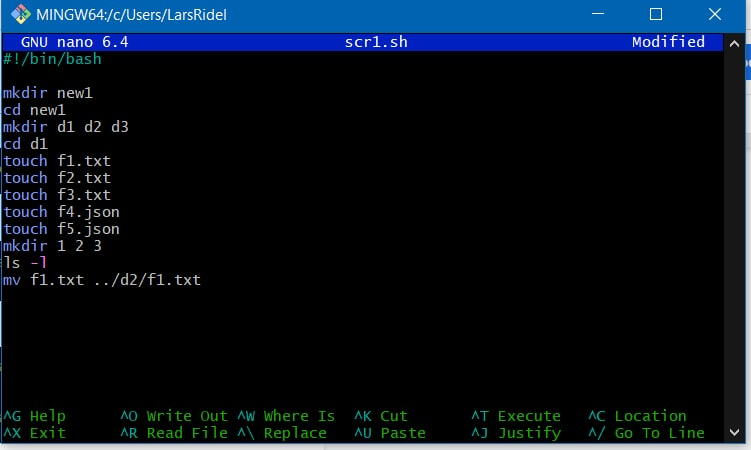 MINGW64:/c/Users/LarsRidel
GNU nano 6.4 scr1.sh Modified
#!/bin/bash
mkdir new1
cd new1
mkdir d1 d2 d3
cd d1
touch f1.txt
touch f2.txt
touch f3.txt
touch f4.json
touch f5.json
mkdir 1 2 3
ls -l
mv f1.txt ../d2/f1.txt
^G Help ^O Write Out ^W Where Is ^K Cut ^T Execute ^C Location
^X Exit ^R Read File ^\ Replace ^U Paste ^J Justify ^/ Go To Line